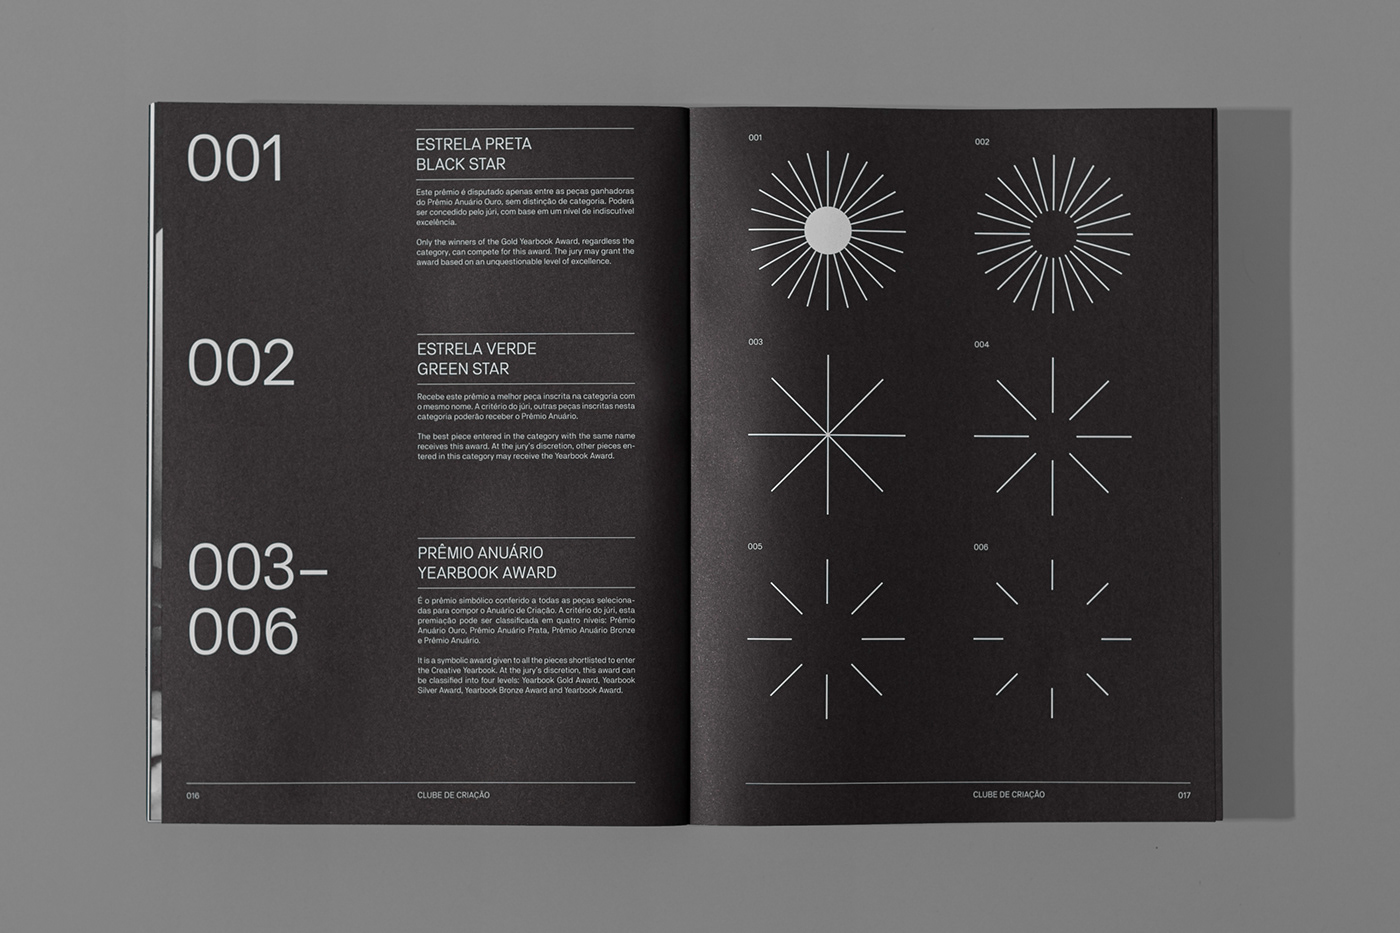 001
ESTRELA PRETA
BLACK STAR
Este prêmio é disputado apenas entre as peças ganhadoras
do Prêmio Anuário Ouro, sem distinção de categoria. Poderá
ser concedido pelo júri, com base em um nível de indiscutível
excelência.
Only the winners of the Gold Yearbook Award, regardless the
category, can compete for this award. The jury may grant the
award based on an unquestionable level of excellence.
002
ESTRELA VERDE
GREEN STAR
Recebe este prêmio a melhor peça inscrita na categoria com
o mesmo nome. A critério do júri, outras peças inscritas nesta
categoria poderão receber o Prêmio Anuário.
The best piece entered in the category with the same name
receives this award. At the jury's discretion, other pieces en-
tered in this category may receive the Yearbook Award.
003–
006
PRÊMIO ANUÁRIO
YEARBOOK AWARD
É o prêmio simbólico conferido a todas as peças seleciona-
das para compor o Anuário de Criação. A critério do júri, esta
premiação pode ser classificada em quatro níveis: Prêmio
Anuário Ouro, Prêmio Anuário Prata, Prêmio Anuário Bronze
e Prêmio Anuário.
It is a symbolic award given to all the pieces shortlisted to enter
the Creative Yearbook. At the jury's discretion, this award can
be classified into four levels: Yearbook Gold Award, Yearbook
Silver Award, Yearbook Bronze Award and Yearbook Award.
016
CLUBE DE CRIAÇÃO
001
002
003
004
005
006
CLUBE DE CRIAÇÃO
017